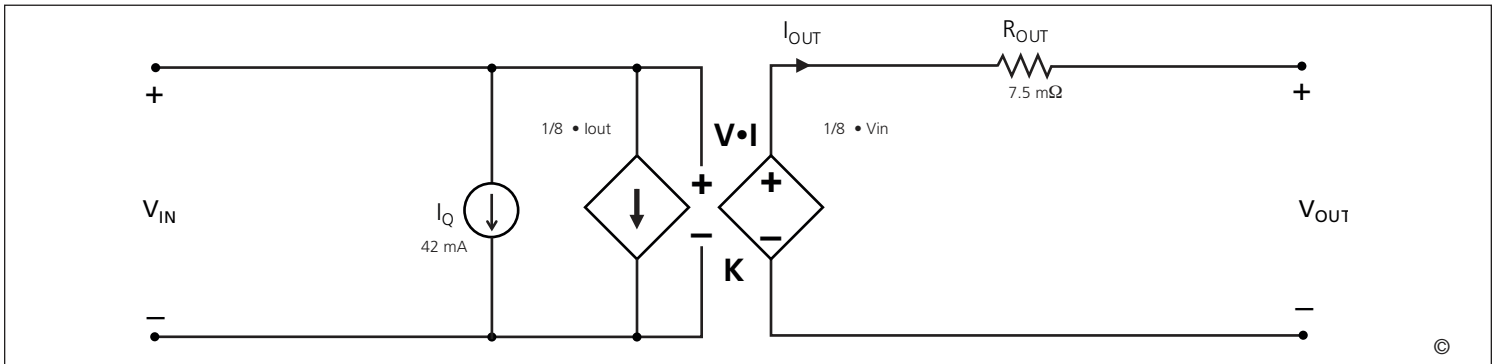 I_OUT
R_OUT
7.5 mΩ
+
+
1/8 • Iout
V•I
1/8 • Vin
+
+
V_IN
I_Q
42 mA
V_OUT
–
–
K
–
–
©